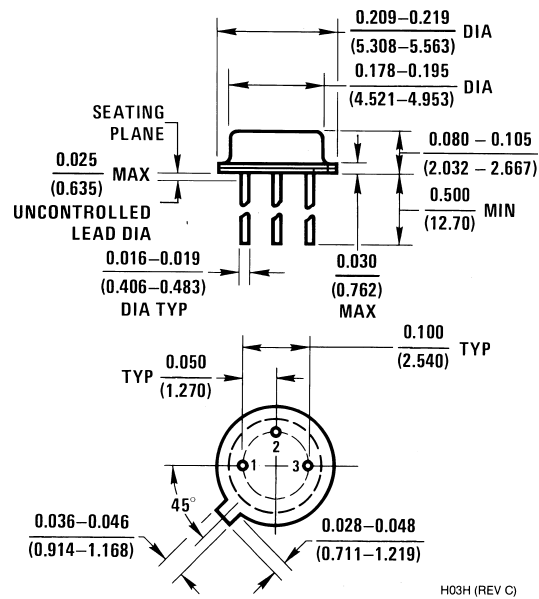 0.209–0.219
(5.308–5.563)
DIA
0.178–0.195
(4.521–4.953)
DIA
SEATING
PLANE
0.025
(0.635)
MAX
0.080 – 0.105
(2.032 – 2.667)
UNCONTROLLED
LEAD DIA
0.500
(12.70)
MIN
0.016–0.019
(0.406–0.483)
DIA TYP
0.030
(0.762)
MAX
0.100
(2.540)
TYP
TYP
0.050
(1.270)
2
1
3
45°
0.036–0.046
(0.914–1.168)
0.028–0.048
(0.711–1.219)
H03H (REV C)